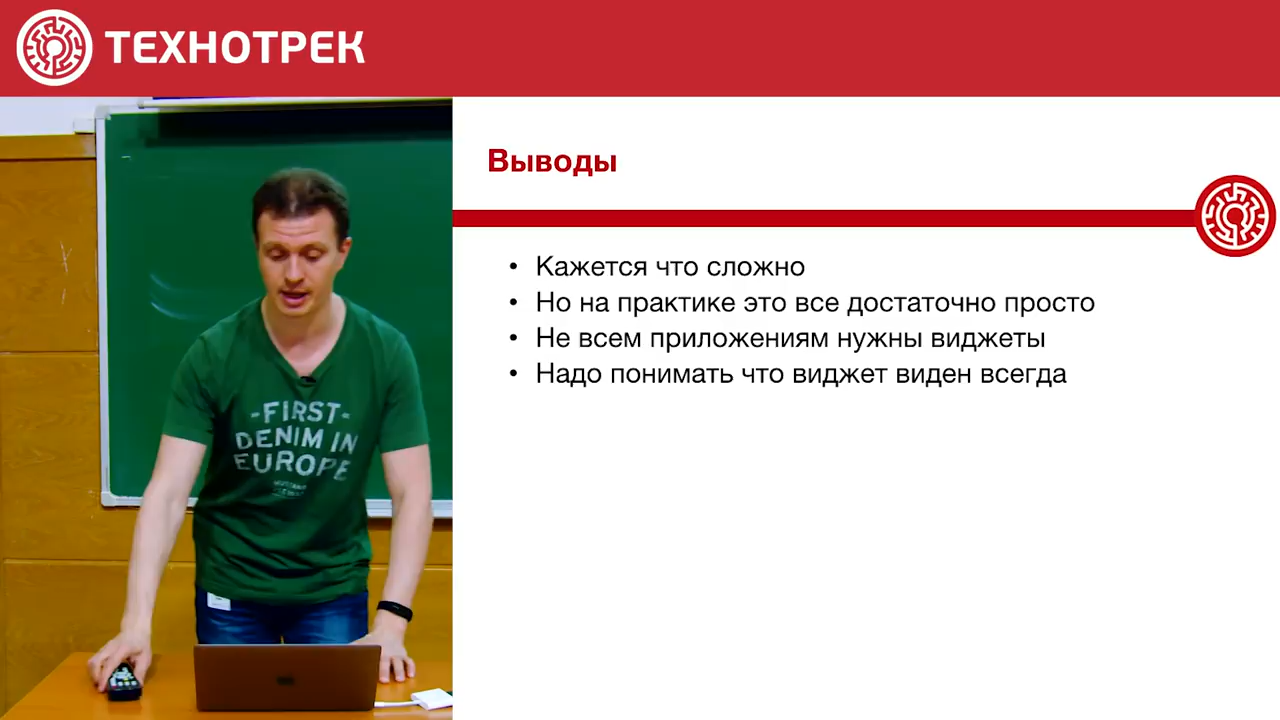 ТЕХНОТРЕК
Выводы
• Кажется что сложно
• Но на практике это все достаточно просто
• Не всем приложениям нужны виджеты
• Надо понимать что виджет виден всегда
-FIRST-
DENIM IN
EUROPE